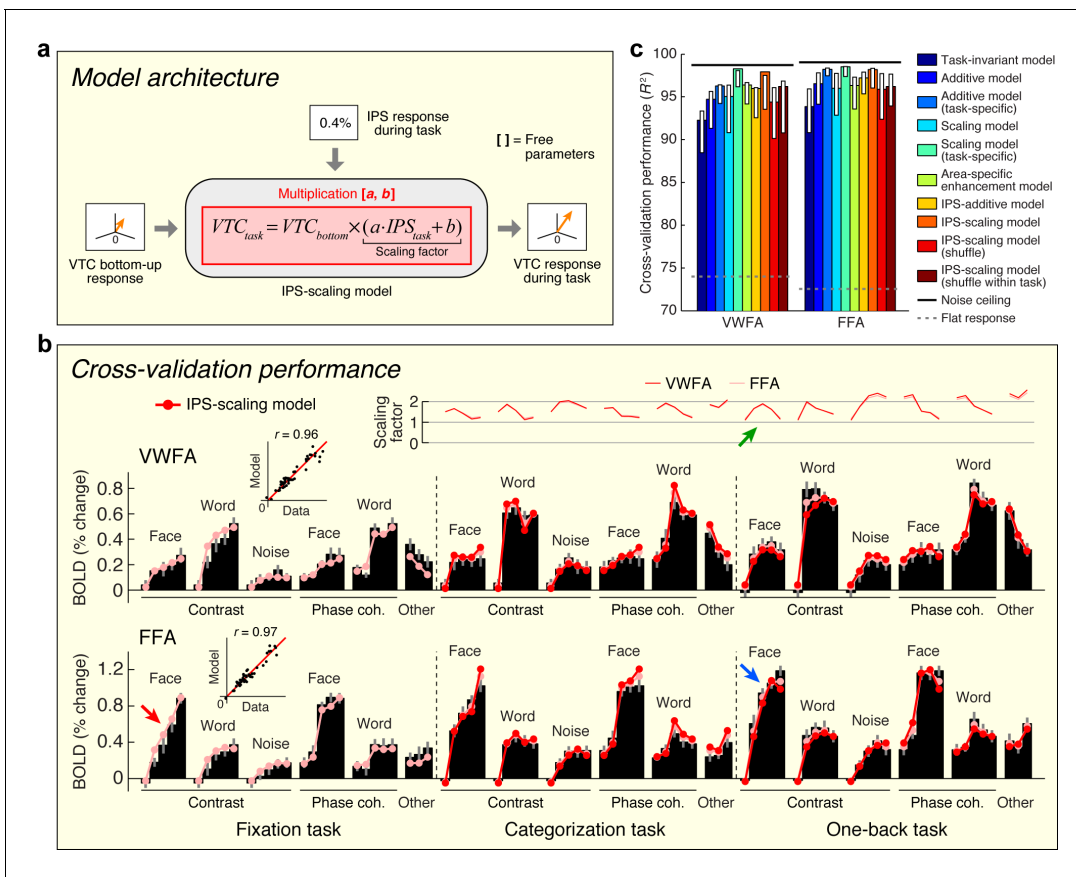 a
Model architecture
0.4%
IPS response
during task
[ ] = Free
parameters
Multiplication [a, b]
VTCtask = VTCbottom × (a·IPStask + b)
Scaling factor
0
VTC bottom-up
response
IPS-scaling model
0
VTC response
during task
c
Cross-validation performance (R²)
100
95
90
85
80
75
70
VWFA
FFA
Task-invariant model
Additive model
Additive model
(task-specific)
Scaling model
Scaling model
(task-specific)
Area-specific
enhancement model
IPS-additive model
IPS-scaling model
IPS-scaling model
(shuffle)
IPS-scaling model
(shuffle within task)
Noise ceiling
Flat response
b
Cross-validation performance
IPS-scaling model
VWFA
FFA
Scaling
factor
2
1
0
VWFA
r = 0.96
Model
0
Data
BOLD (% change)
0.8
0.6
0.4
0.2
0
Face
Word
Noise
Face
Word
Face
Word
Noise
Face
Word
Face
Word
Noise
Face
Word
Contrast
Phase coh.
Other
Contrast
Phase coh.
Other
Contrast
Phase coh.
Other
FFA
r = 0.97
Model
0
Data
BOLD (% change)
1.2
0.8
0.4
0
Face
Word
Noise
Face
Word
Face
Word
Noise
Face
Word
Face
Word
Noise
Face
Word
Contrast
Phase coh.
Other
Contrast
Phase coh.
Other
Contrast
Phase coh.
Other
Fixation task
Categorization task
One-back task